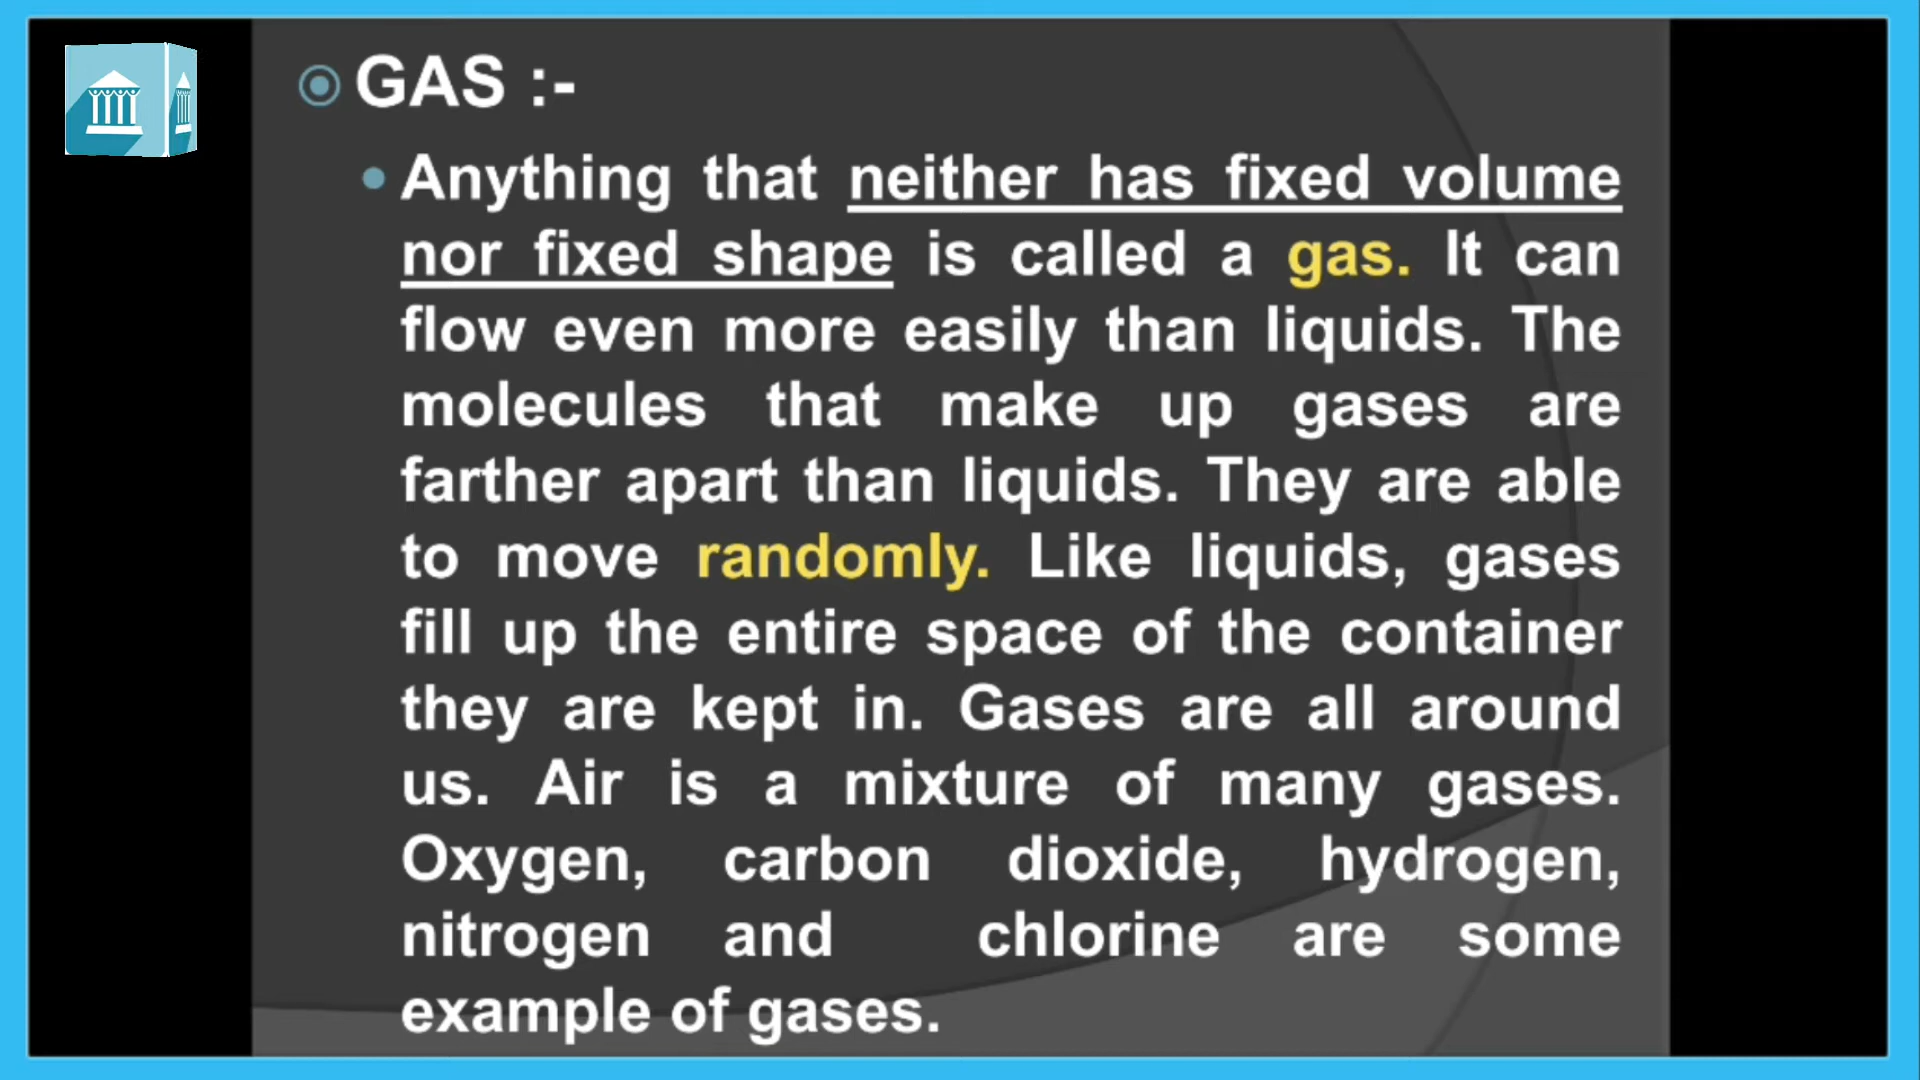 GAS :-
Anything that neither has fixed volume
nor fixed shape is called a gas. It can
flow even more easily than liquids. The
molecules that make up gases are
farther apart than liquids. They are able
to move randomly. Like liquids, gases
fill up the entire space of the container
they are kept in. Gases are all around
us. Air is a mixture of many gases.
Oxygen, carbon dioxide, hydrogen,
nitrogen and chlorine are some
example of gases.